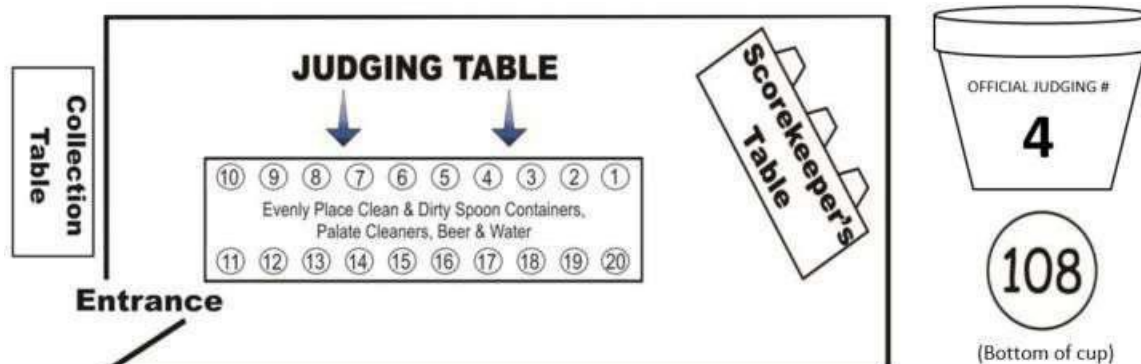 JUDGING TABLE
Collection
Table
Scorekeeper's
Table
10 9 8 7 6 5 4 3 2 1
Evenly Place Clean & Dirty Spoon Containers,
Palate Cleaners, Beer & Water
11 12 13 14 15 16 17 18 19 20
Entrance
OFFICIAL JUDGING #
4
108
(Bottom of cup)